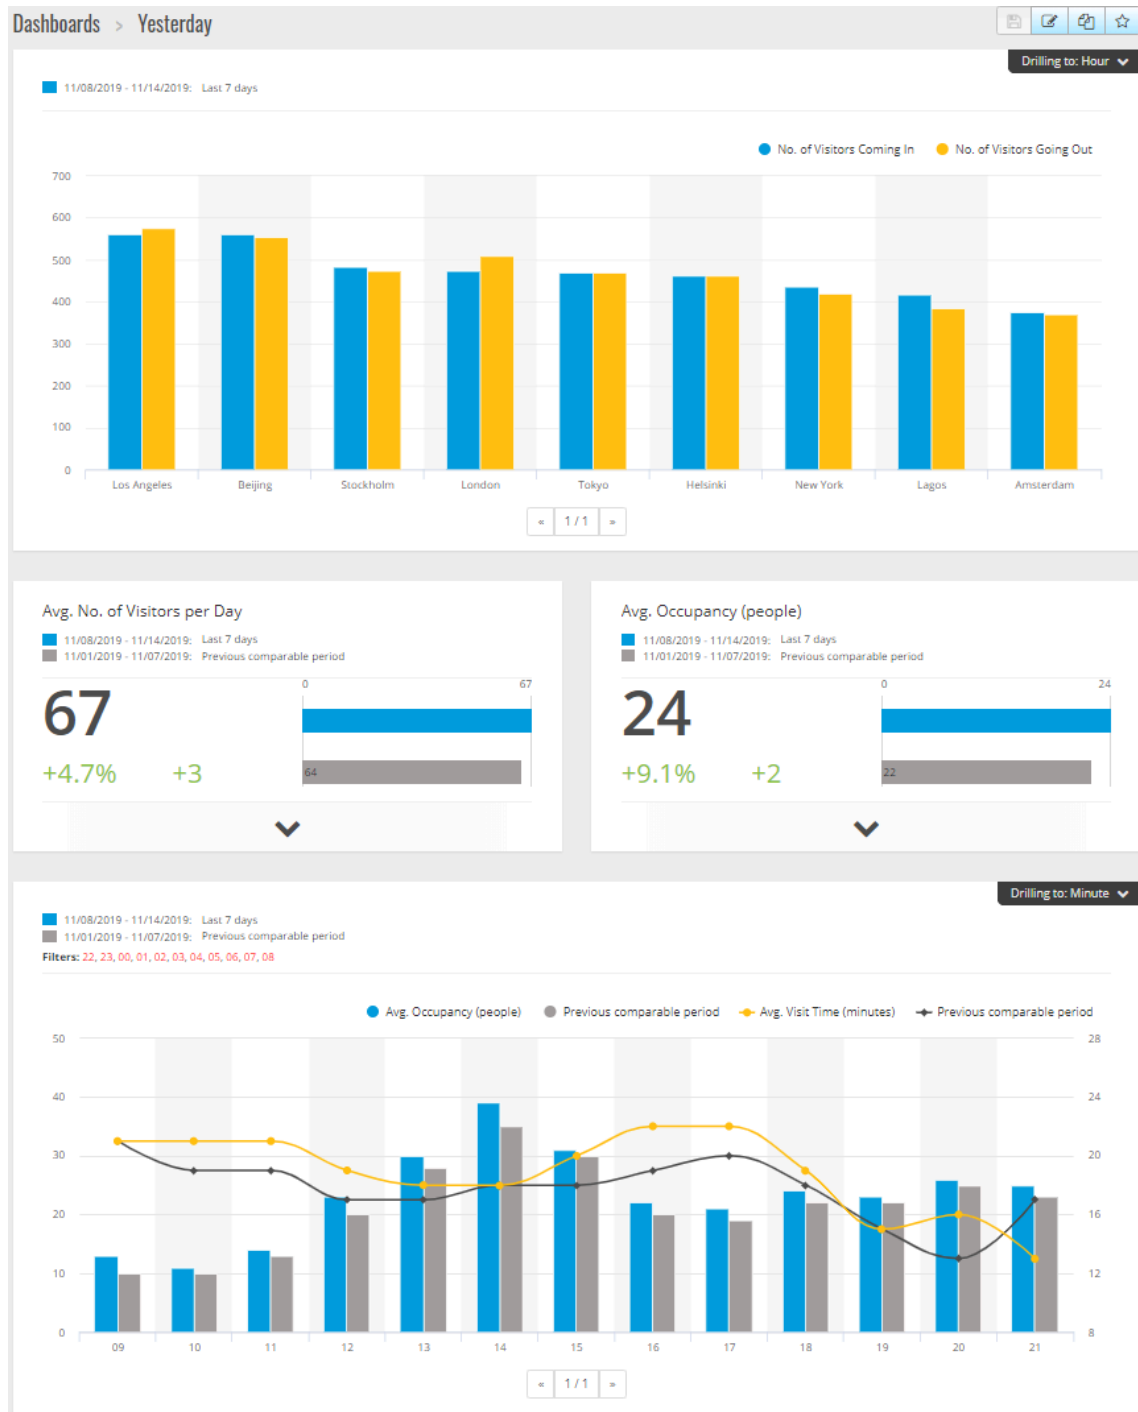 Dashboards > Yesterday
Drilling to: Hour
11/08/2019 - 11/14/2019: Last 7 days
No. of Visitors Coming In No. of Visitors Going Out
700
600
500
400
300
200
100
0
Los Angeles Beijing Stockholm London Tokyo Helsinki New York Lagos Amsterdam
« 1 / 1 »
Avg. No. of Visitors per Day
11/08/2019 - 11/14/2019: Last 7 days
11/01/2019 - 11/07/2019: Previous comparable period
0 67
67
+4.7% +3
64
Avg. Occupancy (people)
11/08/2019 - 11/14/2019: Last 7 days
11/01/2019 - 11/07/2019: Previous comparable period
0 24
24
+9.1% +2
22
Drilling to: Minute
11/08/2019 - 11/14/2019: Last 7 days
11/01/2019 - 11/07/2019: Previous comparable period
Filters: 22, 23, 00, 01, 02, 03, 04, 05, 06, 07, 08
Avg. Occupancy (people) Previous comparable period Avg. Visit Time (minutes) Previous comparable period
50 28
40 24
30 20
20 16
10 12
0 8
09 10 11 12 13 14 15 16 17 18 19 20 21
« 1 / 1 »